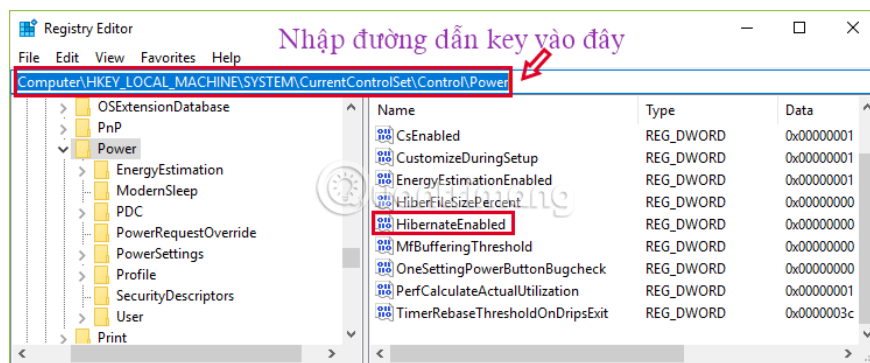 Registry Editor
Nhập đường dẫn key vào đây
File Edit View Favorites Help
Computer\HKEY_LOCAL_MACHINE\SYSTEM\CurrentControlSet\Control\Power
OSExtensionDatabase
PnP
Power
EnergyEstimation
ModernSleep
PDC
PowerRequestOverride
PowerSettings
Profile
SecurityDescriptors
User
Print
Name Type Data
CsEnabled REG_DWORD 0x00000001
CustomizeDuringSetup REG_DWORD 0x00000001
EnergyEstimationEnabled REG_DWORD 0x00000001
HiberFileSizePercent REG_DWORD 0x00000000
HibernateEnabled REG_DWORD 0x00000000
MfBufferingThreshold REG_DWORD 0x00000000
OneSettingPowerButtonBugcheck REG_DWORD 0x00000000
PerfCalculateActualUtilization REG_DWORD 0x00000001
TimerRebaseThresholdOnDripsExit REG_DWORD 0x0000003c